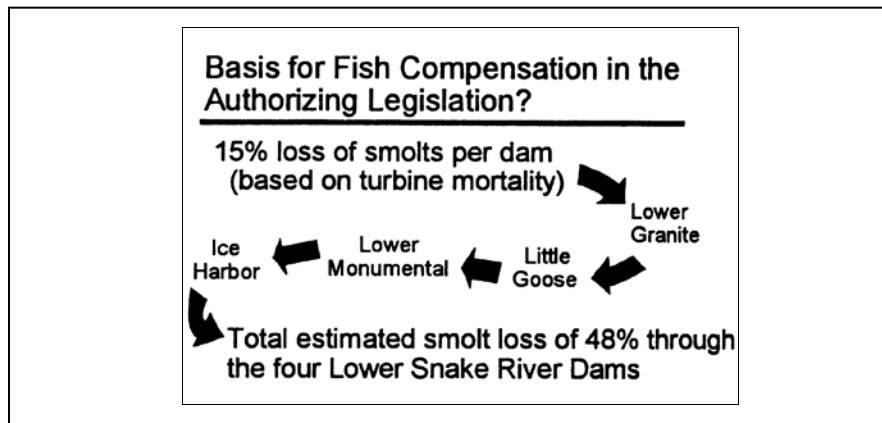 Basis for Fish Compensation in the
Authorizing Legislation?
15% loss of smolts per dam
(based on turbine mortality)
Lower
Granite
Little
Goose
Lower
Monumental
Ice
Harbor
Total estimated smolt loss of 48% through
the four Lower Snake River Dams